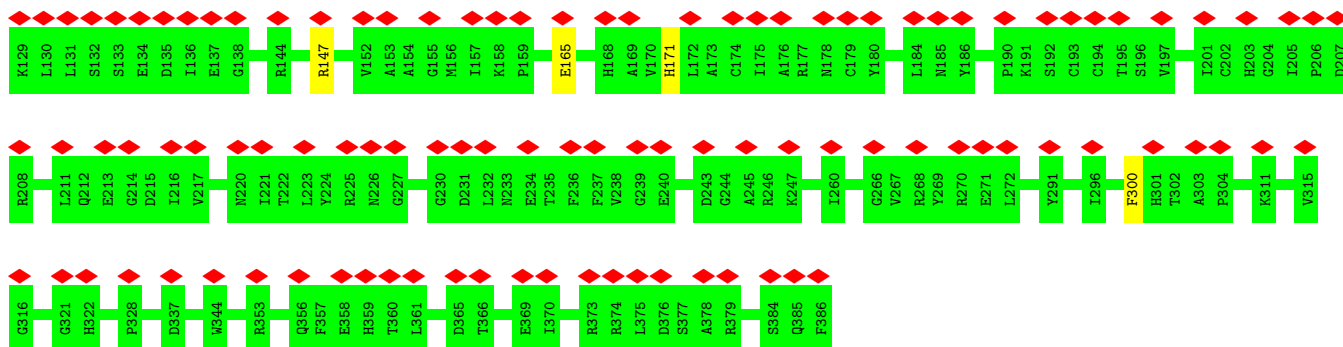 K129 L130 L131 S132 S133 E134 D135 I136 E137 G138 R144 R147 V152 A153 A154 G155 M156 I157 K158 P159 E165 H168 A169 V170 H171 L172 A173 C174 I175 A176 R177 N178 C179 Y180 L184 N185 Y186 P190 K191 S192 C193 C194 T195 S196 V197 I201 C202 H203 G204 I205 P206 D207
R208 L211 Q212 E213 G214 D215 I216 V217 N220 I221 T222 L223 Y224 R225 N226 G227 G230 D231 L232 N233 E234 T235 F236 F237 V238 G239 E240 D243 G244 A245 R246 K247 I260 G266 V267 R268 Y269 R270 E271 L272 Y291 I296 F300 H301 T302 A303 P304 K311 V315
G316 G321 H322 P328 D337 W344 R353 Q356 F357 E358 H359 T360 L361 D365 T366 E369 I370 R373 R374 L375 D376 S377 A378 R379 S384 Q385 F386